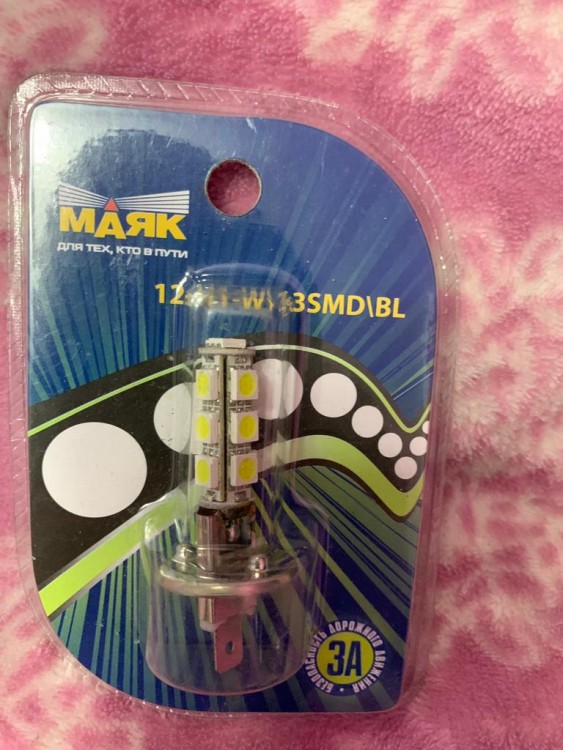 МАЯК
ДЛЯ ТЕХ, КТО В ПУТИ
13SMD\BL
ЗА
БЕЗОПАСНОСТЬ ДОРОЖНОГО ДВИЖЕНИЯ